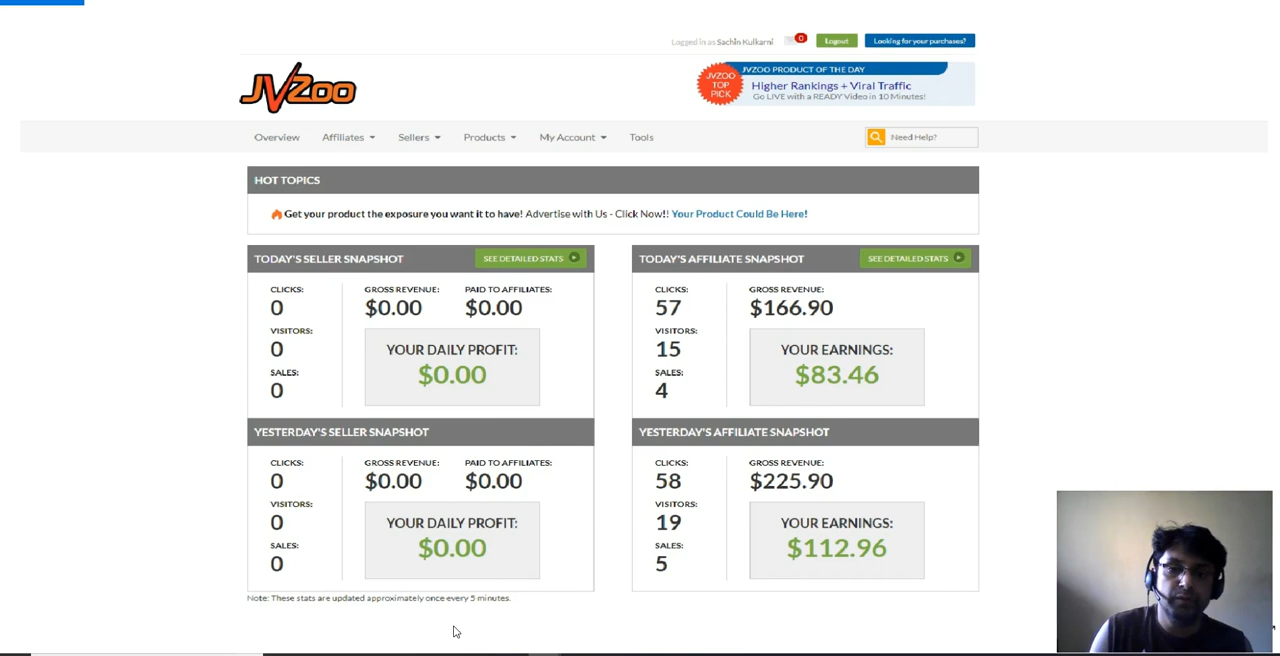 Logged in as Sachin Kulkarni 0 Logout Looking for your purchases?
JVZoo
JVZOO TOP PICK
JVZOO PRODUCT OF THE DAY
Higher Rankings + Viral Traffic
Go LIVE with a READY Video in 10 Minutes!
Overview Affiliates Sellers Products My Account Tools Need Help?
HOT TOPICS
Get your product the exposure you want it to have! Advertise with Us - Click Now!! Your Product Could Be Here!
TODAY'S SELLER SNAPSHOT SEE DETAILED STATS
CLICKS: GROSS REVENUE: PAID TO AFFILIATES:
0 $0.00 $0.00
VISITORS:
0 YOUR DAILY PROFIT:
SALES: $0.00
0
TODAY'S AFFILIATE SNAPSHOT SEE DETAILED STATS
CLICKS: GROSS REVENUE:
57 $166.90
VISITORS:
15 YOUR EARNINGS:
SALES: $83.46
4
YESTERDAY'S SELLER SNAPSHOT
CLICKS: GROSS REVENUE: PAID TO AFFILIATES:
0 $0.00 $0.00
VISITORS:
0 YOUR DAILY PROFIT:
SALES: $0.00
0
YESTERDAY'S AFFILIATE SNAPSHOT
CLICKS: GROSS REVENUE:
58 $225.90
VISITORS:
19 YOUR EARNINGS:
SALES: $112.96
5
Note: These stats are updated approximately once every 5 minutes.